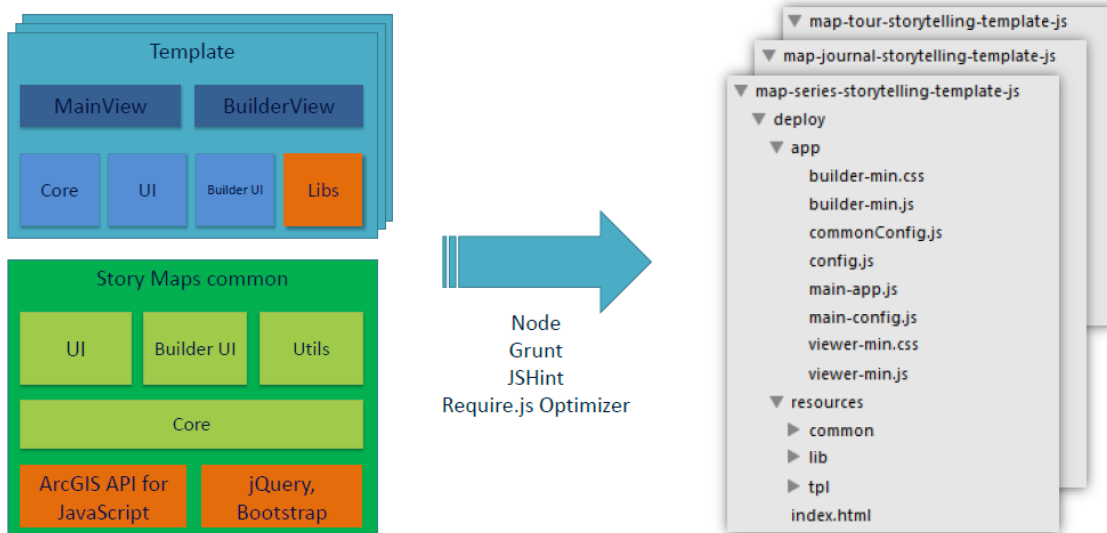 Template
MainView
BuilderView
Core
UI
Builder UI
Libs
Story Maps common
UI
Builder UI
Utils
Core
ArcGIS API for
JavaScript
jQuery,
Bootstrap
Node
Grunt
JSHint
Require.js Optimizer
map-tour-storytelling-template-js
map-journal-storytelling-template-js
map-series-storytelling-template-js
deploy
app
builder-min.css
builder-min.js
commonConfig.js
config.js
main-app.js
main-config.js
viewer-min.css
viewer-min.js
resources
common
lib
tpl
index.html